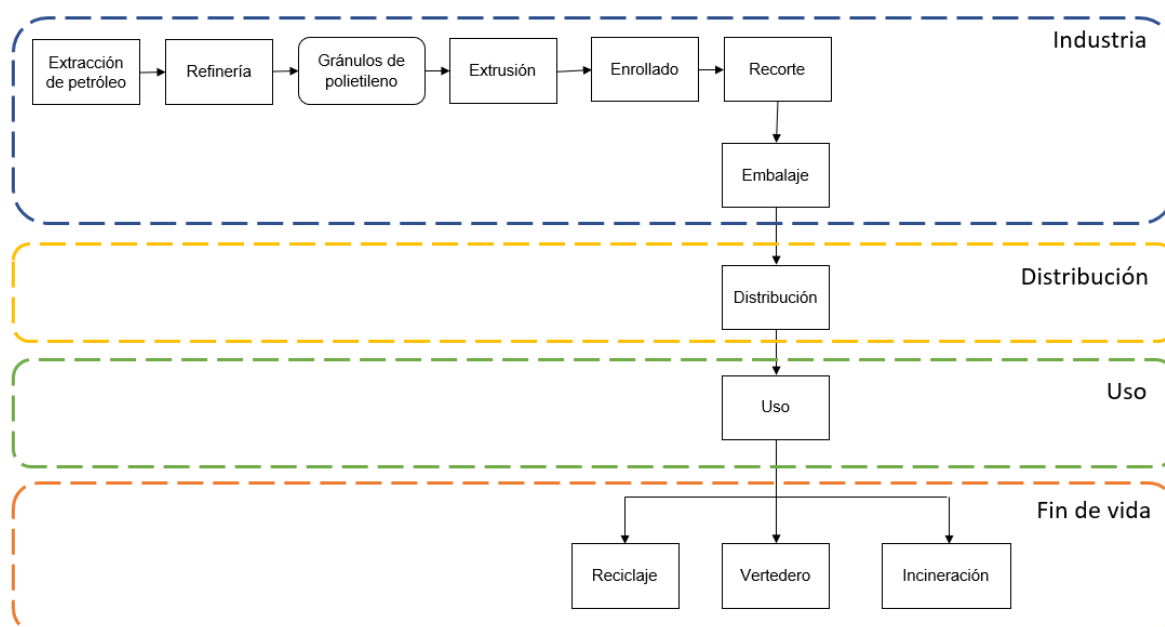 Industria
Extracción
de petróleo
Refinería
Gránulos de
polietileno
Extrusión
Enrollado
Recorte
Embalaje
Distribución
Distribución
Uso
Uso
Fin de vida
Reciclaje
Vertedero
Incineración